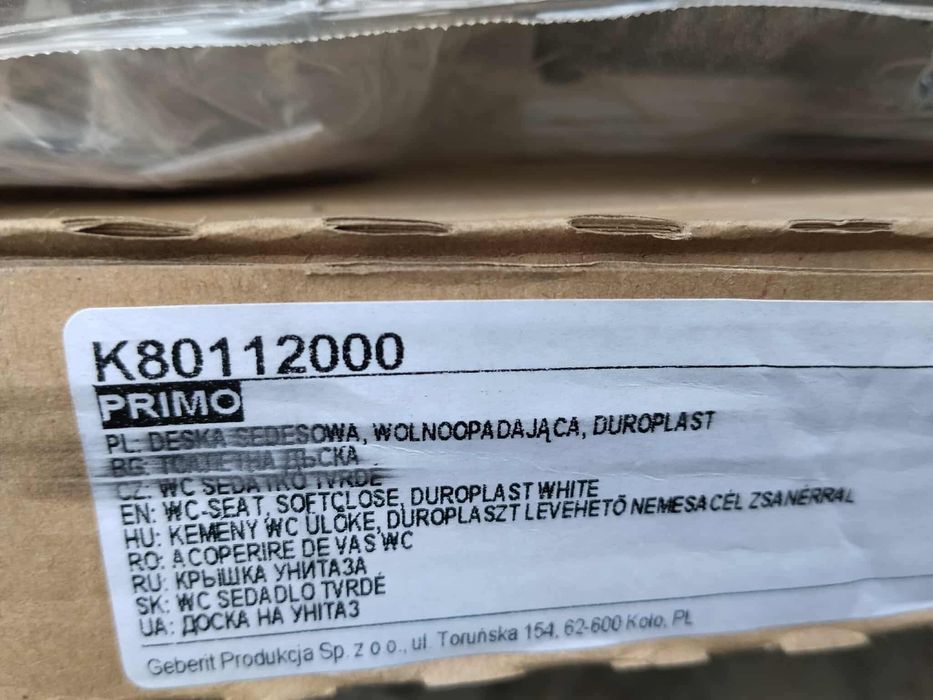 K80112000
PRIMO
PL: DESKA SEDESOWA, WOLNOOPADAJĄCA, DUROPLAST
BG: ТОАЛЕТНА ДЪСКА
CZ: WC SEDÁTKO TVRDÉ
EN: WC-SEAT, SOFTCLOSE, DUROPLAST WHITE
HU: KEMENY WC ULŐKE, DUROPLASZT LEVEHETŐ NEMESACÉL ZSANÉRRAL
RO: ACOPERIRE DE VAS WC
RU: КРЫШКА УНИТАЗА
SK: WC SEDADLO TVRDÉ
UA: ДОСКА НА УНІТАЗ
Geberit Produkcja Sp. z o o., ul. Toruńska 154, 62-600 Koło, PL